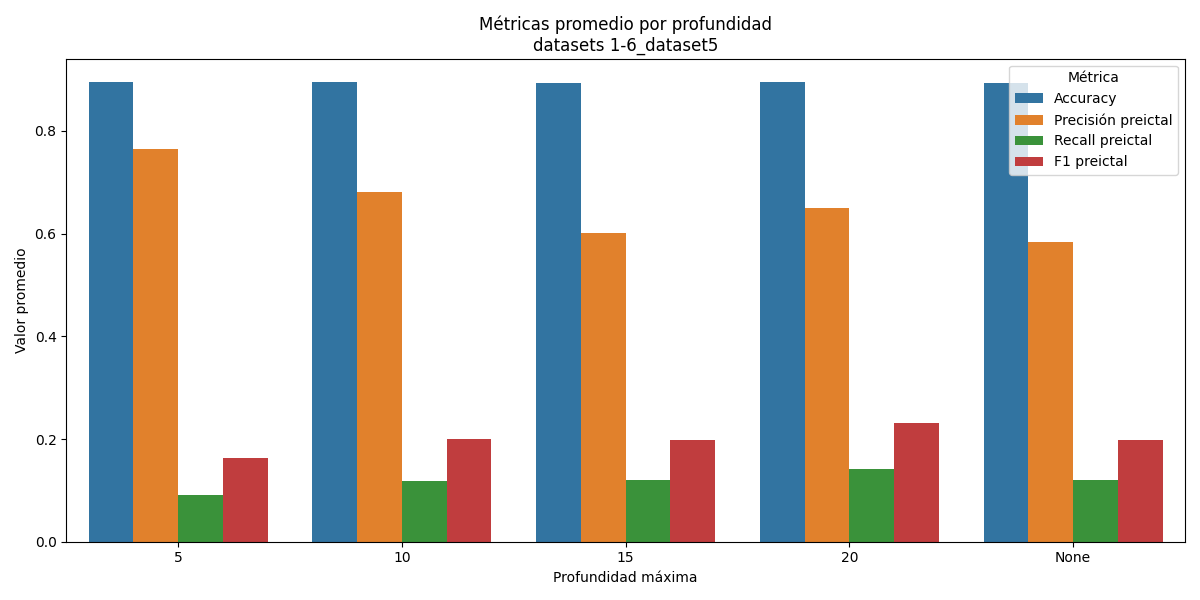 Métricas promedio por profundidad
datasets 1-6_dataset5
Métrica
Accuracy
Precisión preictal
Recall preictal
F1 preictal
Valor promedio
0.8
0.6
0.4
0.2
0.0
5
10
15
20
None
Profundidad máxima